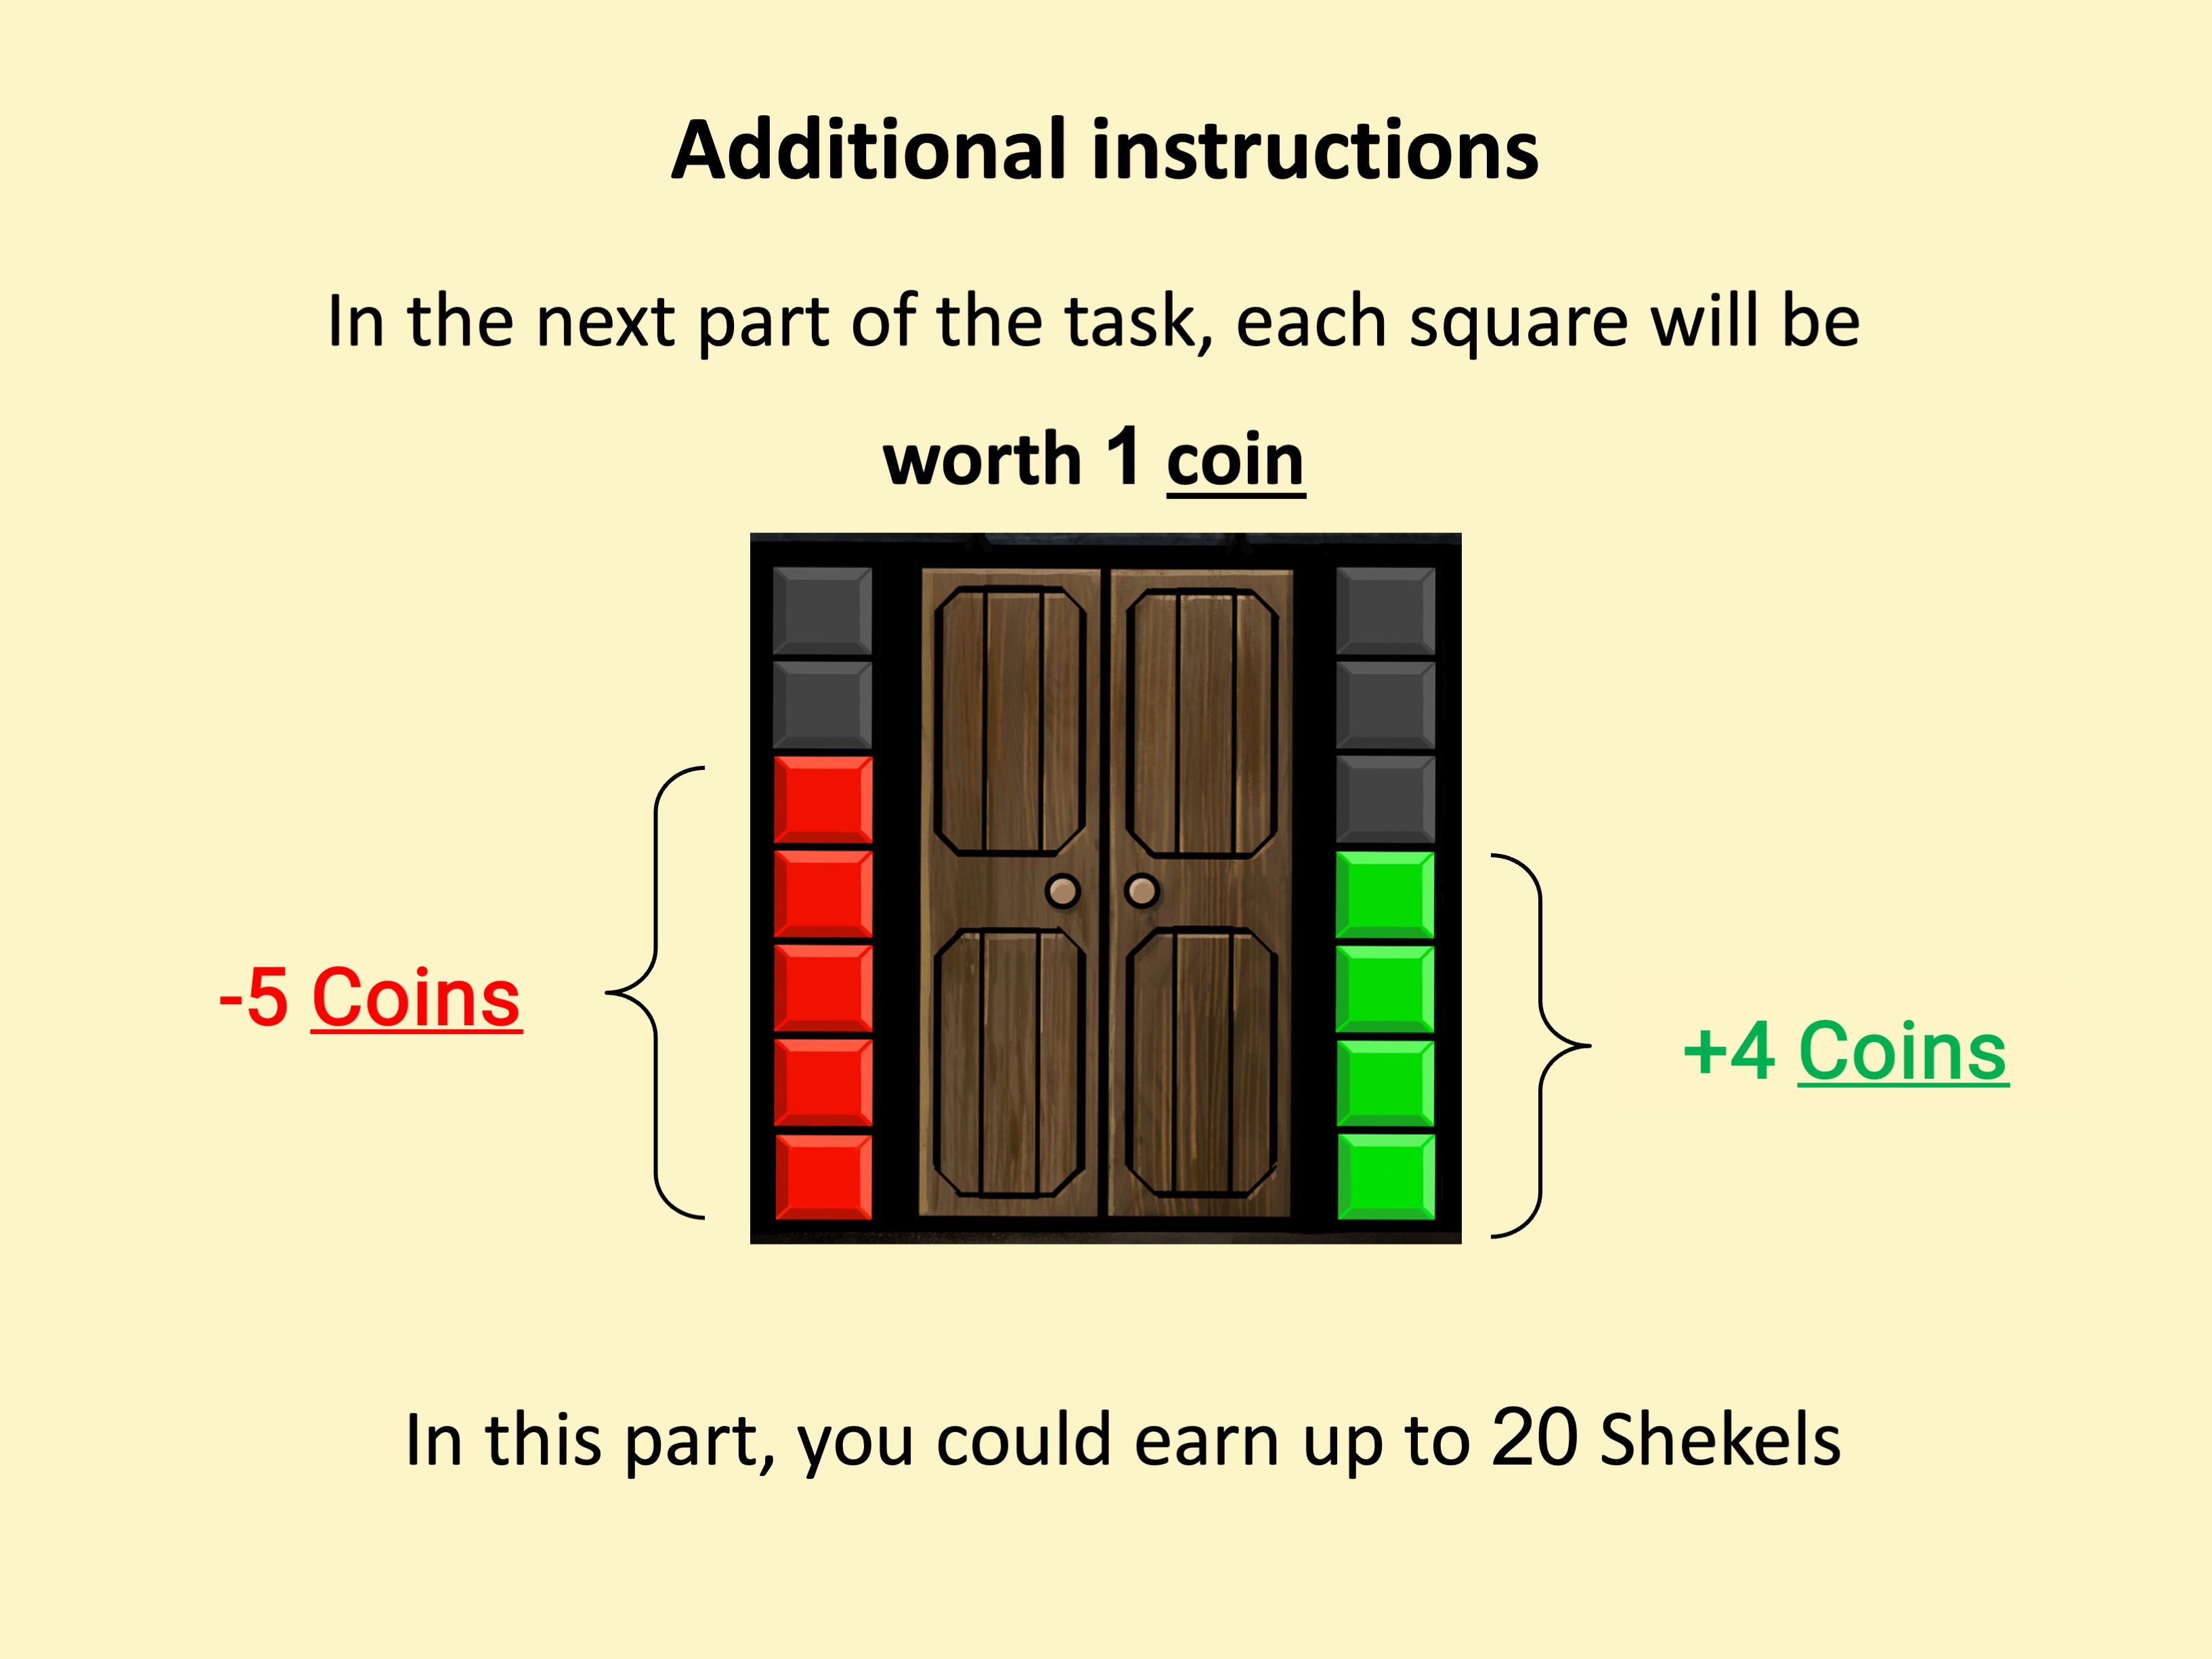 Additional instructions
In the next part of the task, each square will be
worth 1 coin
-5 Coins
+4 Coins
In this part, you could earn up to 20 Shekels